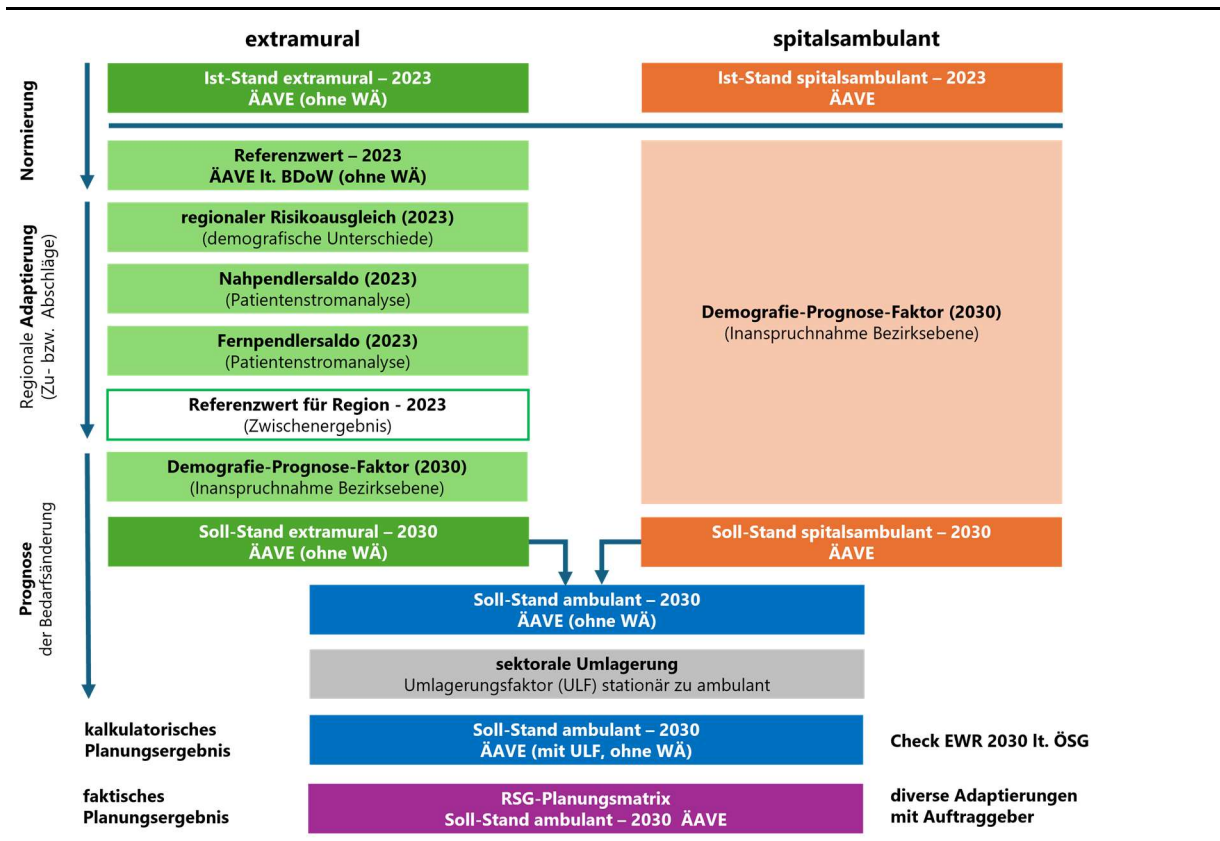 extramural
spitalsambulant
Normierung
Ist-Stand extramural – 2023
ÄAVE (ohne WÄ)
Ist-Stand spitalsambulant – 2023
ÄAVE
Referenzwert – 2023
ÄAVE lt. BDoW (ohne WÄ)
Regionale Adaptierung
(Zu- bzw. Abschläge)
regionaler Risikoausgleich (2023)
(demografische Unterschiede)
Nahpendlersaldo (2023)
(Patientenstromanalyse)
Fernpendlersaldo (2023)
(Patientenstromanalyse)
Referenzwert für Region - 2023
(Zwischenergebnis)
Demografie-Prognose-Faktor (2030)
(Inanspruchnahme Bezirksebene)
Prognose
der Bedarfsänderung
Demografie-Prognose-Faktor (2030)
(Inanspruchnahme Bezirksebene)
Soll-Stand extramural – 2030
ÄAVE (ohne WÄ)
Soll-Stand spitalsambulant – 2030
ÄAVE
Soll-Stand ambulant – 2030
ÄAVE (ohne WÄ)
sektorale Umlagerung
Umlagerungsfaktor (ULF) stationär zu ambulant
kalkulatorisches
Planungsergebnis
Soll-Stand ambulant – 2030
ÄAVE (mit ULF, ohne WÄ)
Check EWR 2030 lt. ÖSG
faktisches
Planungsergebnis
RSG-Planungsmatrix
Soll-Stand ambulant – 2030 ÄAVE
diverse Adaptierungen
mit Auftraggeber